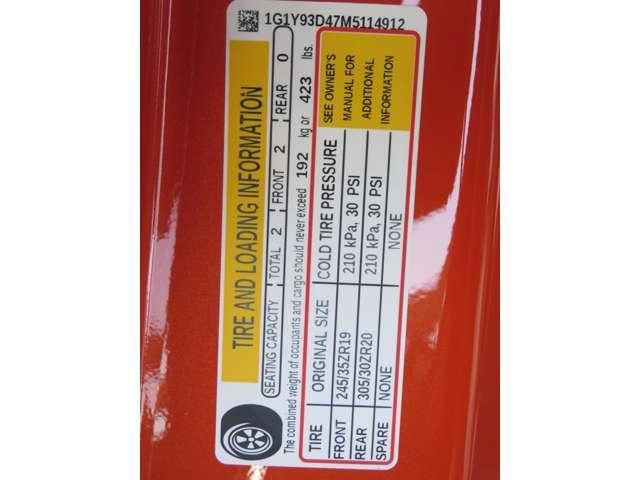 1G1Y93D47M5114912
TIRE AND LOADING INFORMATION
SEATING CAPACITY TOTAL 2 FRONT 2 REAR 0
The combined weight of occupants and cargo should never exceed 192 kg or 423 lbs.
TIRE ORIGINAL SIZE COLD TIRE PRESSURE SEE OWNER'S
FRONT 245/35ZR19 210 kPa, 30 PSI MANUAL FOR
REAR 305/30ZR20 210 kPa, 30 PSI ADDITIONAL
SPARE NONE NONE INFORMATION